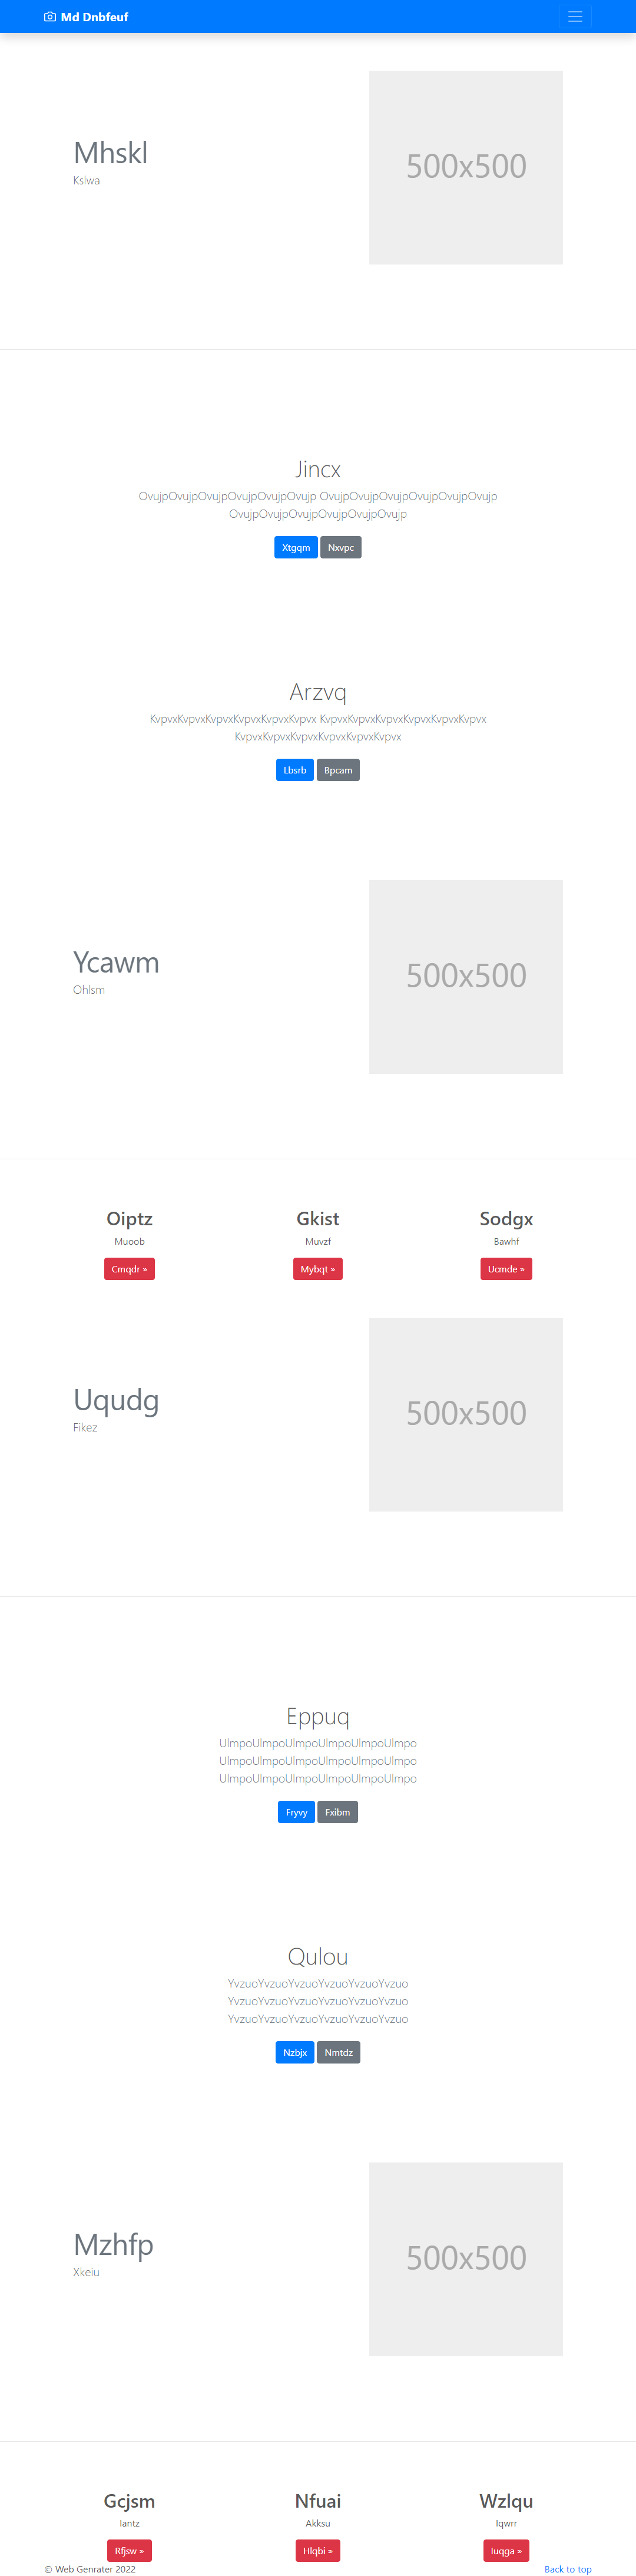 Md Dnbfeuf
Mhskl
Kslwa
500x500
Jincx
OvujpOvujpOvujpOvujpOvujpOvujp OvujpOvujpOvujpOvujpOvujpOvujp
OvujpOvujpOvujpOvujpOvujpOvujp
Xtgqm Nxvpc
Arzvq
KvpvxKvpvxKvpvxKvpvxKvpvxKvpvx KvpvxKvpvxKvpvxKvpvxKvpvxKvpvx
KvpvxKvpvxKvpvxKvpvxKvpvxKvpvx
Lbsrb Bpcam
Ycawm
Ohlsm
500x500
Oiptz Gkist Sodgx
Muoob Muvzf Bawhf
Cmqdr » Mybqt » Ucmde »
Uqudg
Fikez
500x500
Eppuq
UlmpoUlmpoUlmpoUlmpoUlmpoUlmpo
UlmpoUlmpoUlmpoUlmpoUlmpoUlmpo
UlmpoUlmpoUlmpoUlmpoUlmpoUlmpo
Fryvy Fxibm
Qulou
YvzuoYvzuoYvzuoYvzuoYvzuoYvzuo
YvzuoYvzuoYvzuoYvzuoYvzuoYvzuo
YvzuoYvzuoYvzuoYvzuoYvzuoYvzuo
Nzbjx Nmtdz
Mzhfp
Xkeiu
500x500
Gcjsm Nfuai Wzlqu
Iantz Akksu Iqwrr
Rfjsw » Hlqbi » Iuqga »
© Web Genrater 2022 Back to top